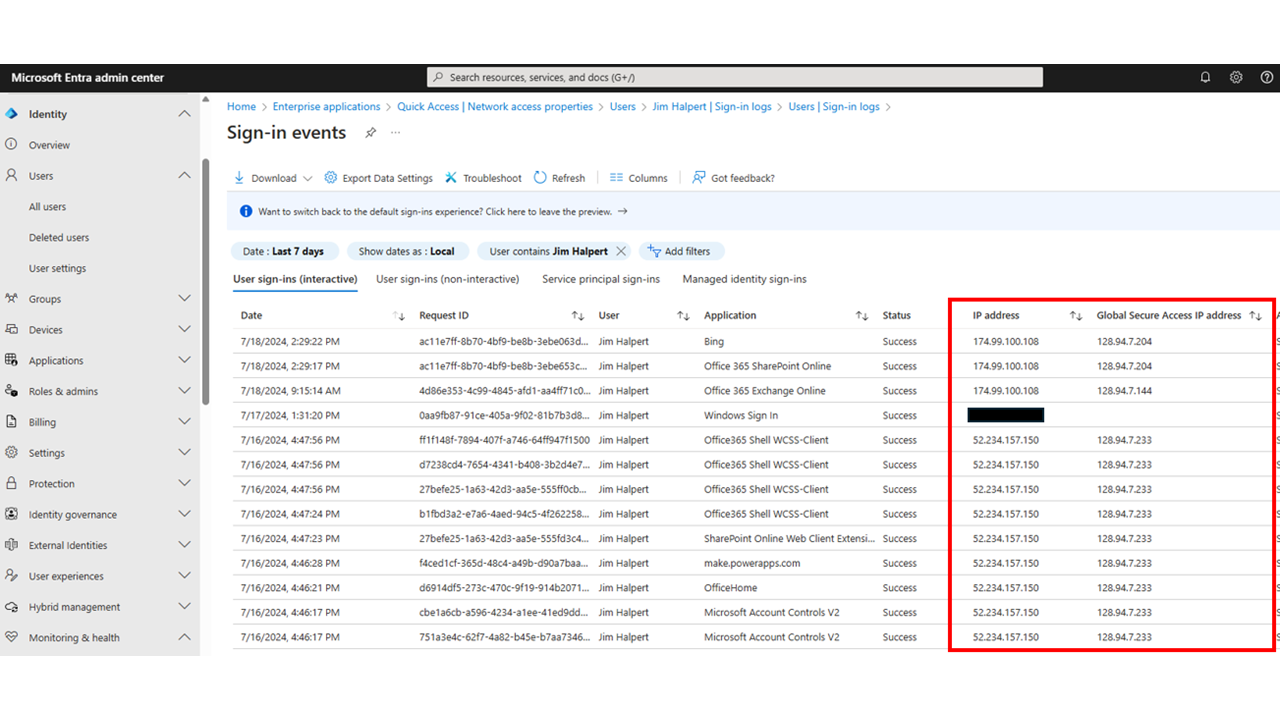 Microsoft Entra admin center
Search resources, services, and docs (G+/)
Identity
Overview
Users
All users
Deleted users
User settings
Groups
Devices
Applications
Roles & admins
Billing
Settings
Protection
Identity governance
External Identities
User experiences
Hybrid management
Monitoring & health
Home > Enterprise applications > Quick Access | Network access properties > Users > Jim Halpert | Sign-in logs > Users | Sign-in logs >
Sign-in events
Download Export Data Settings Troubleshoot Refresh Columns Got feedback?
Want to switch back to the default sign-ins experience? Click here to leave the preview. →
Date : Last 7 days Show dates as : Local User contains Jim Halpert Add filters
User sign-ins (interactive) User sign-ins (non-interactive) Service principal sign-ins Managed identity sign-ins
Date Request ID User Application Status IP address Global Secure Access IP address
7/18/2024, 2:29:22 PM ac11e7ff-8b70-4bf9-be8b-3ebe063d... Jim Halpert Bing Success 174.99.100.108 128.94.7.204
7/18/2024, 2:29:17 PM ac11e7ff-8b70-4bf9-be8b-3ebe653c... Jim Halpert Office 365 SharePoint Online Success 174.99.100.108 128.94.7.204
7/18/2024, 9:15:14 AM 4d86e353-4c99-4845-afd1-aa4ff71c0... Jim Halpert Office 365 Exchange Online Success 174.99.100.108 128.94.7.144
7/17/2024, 1:31:20 PM 0aa9fb87-91ce-405a-9f02-81b7b3d8... Jim Halpert Windows Sign In Success
7/16/2024, 4:47:56 PM ff1f148f-7894-407f-a746-64ff947f1500 Jim Halpert Office365 Shell WCSS-Client Success 52.234.157.150 128.94.7.233
7/16/2024, 4:47:56 PM d7238cd4-7654-4341-b408-3b2d4e7... Jim Halpert Office365 Shell WCSS-Client Success 52.234.157.150 128.94.7.233
7/16/2024, 4:47:56 PM 27befe25-1a63-42d3-aa5e-555ff0cb... Jim Halpert Office365 Shell WCSS-Client Success 52.234.157.150 128.94.7.233
7/16/2024, 4:47:24 PM b1fbd3a2-e7a6-4aed-94c5-4f262258... Jim Halpert Office365 Shell WCSS-Client Success 52.234.157.150 128.94.7.233
7/16/2024, 4:47:23 PM 27befe25-1a63-42d3-aa5e-555fd3c4... Jim Halpert SharePoint Online Web Client Extensi... Success 52.234.157.150 128.94.7.233
7/16/2024, 4:46:28 PM f4ced1cf-365d-48c4-a49b-d90a7baa... Jim Halpert make.powerapps.com Success 52.234.157.150 128.94.7.233
7/16/2024, 4:46:21 PM d6914df5-273c-470c-9f19-914b2071... Jim Halpert OfficeHome Success 52.234.157.150 128.94.7.233
7/16/2024, 4:46:17 PM cbe1a6cb-a596-4234-a1ee-41ed9dd... Jim Halpert Microsoft Account Controls V2 Success 52.234.157.150 128.94.7.233
7/16/2024, 4:46:17 PM 751a3e4c-62f7-4a82-b45e-b7aa7346... Jim Halpert Microsoft Account Controls V2 Success 52.234.157.150 128.94.7.233